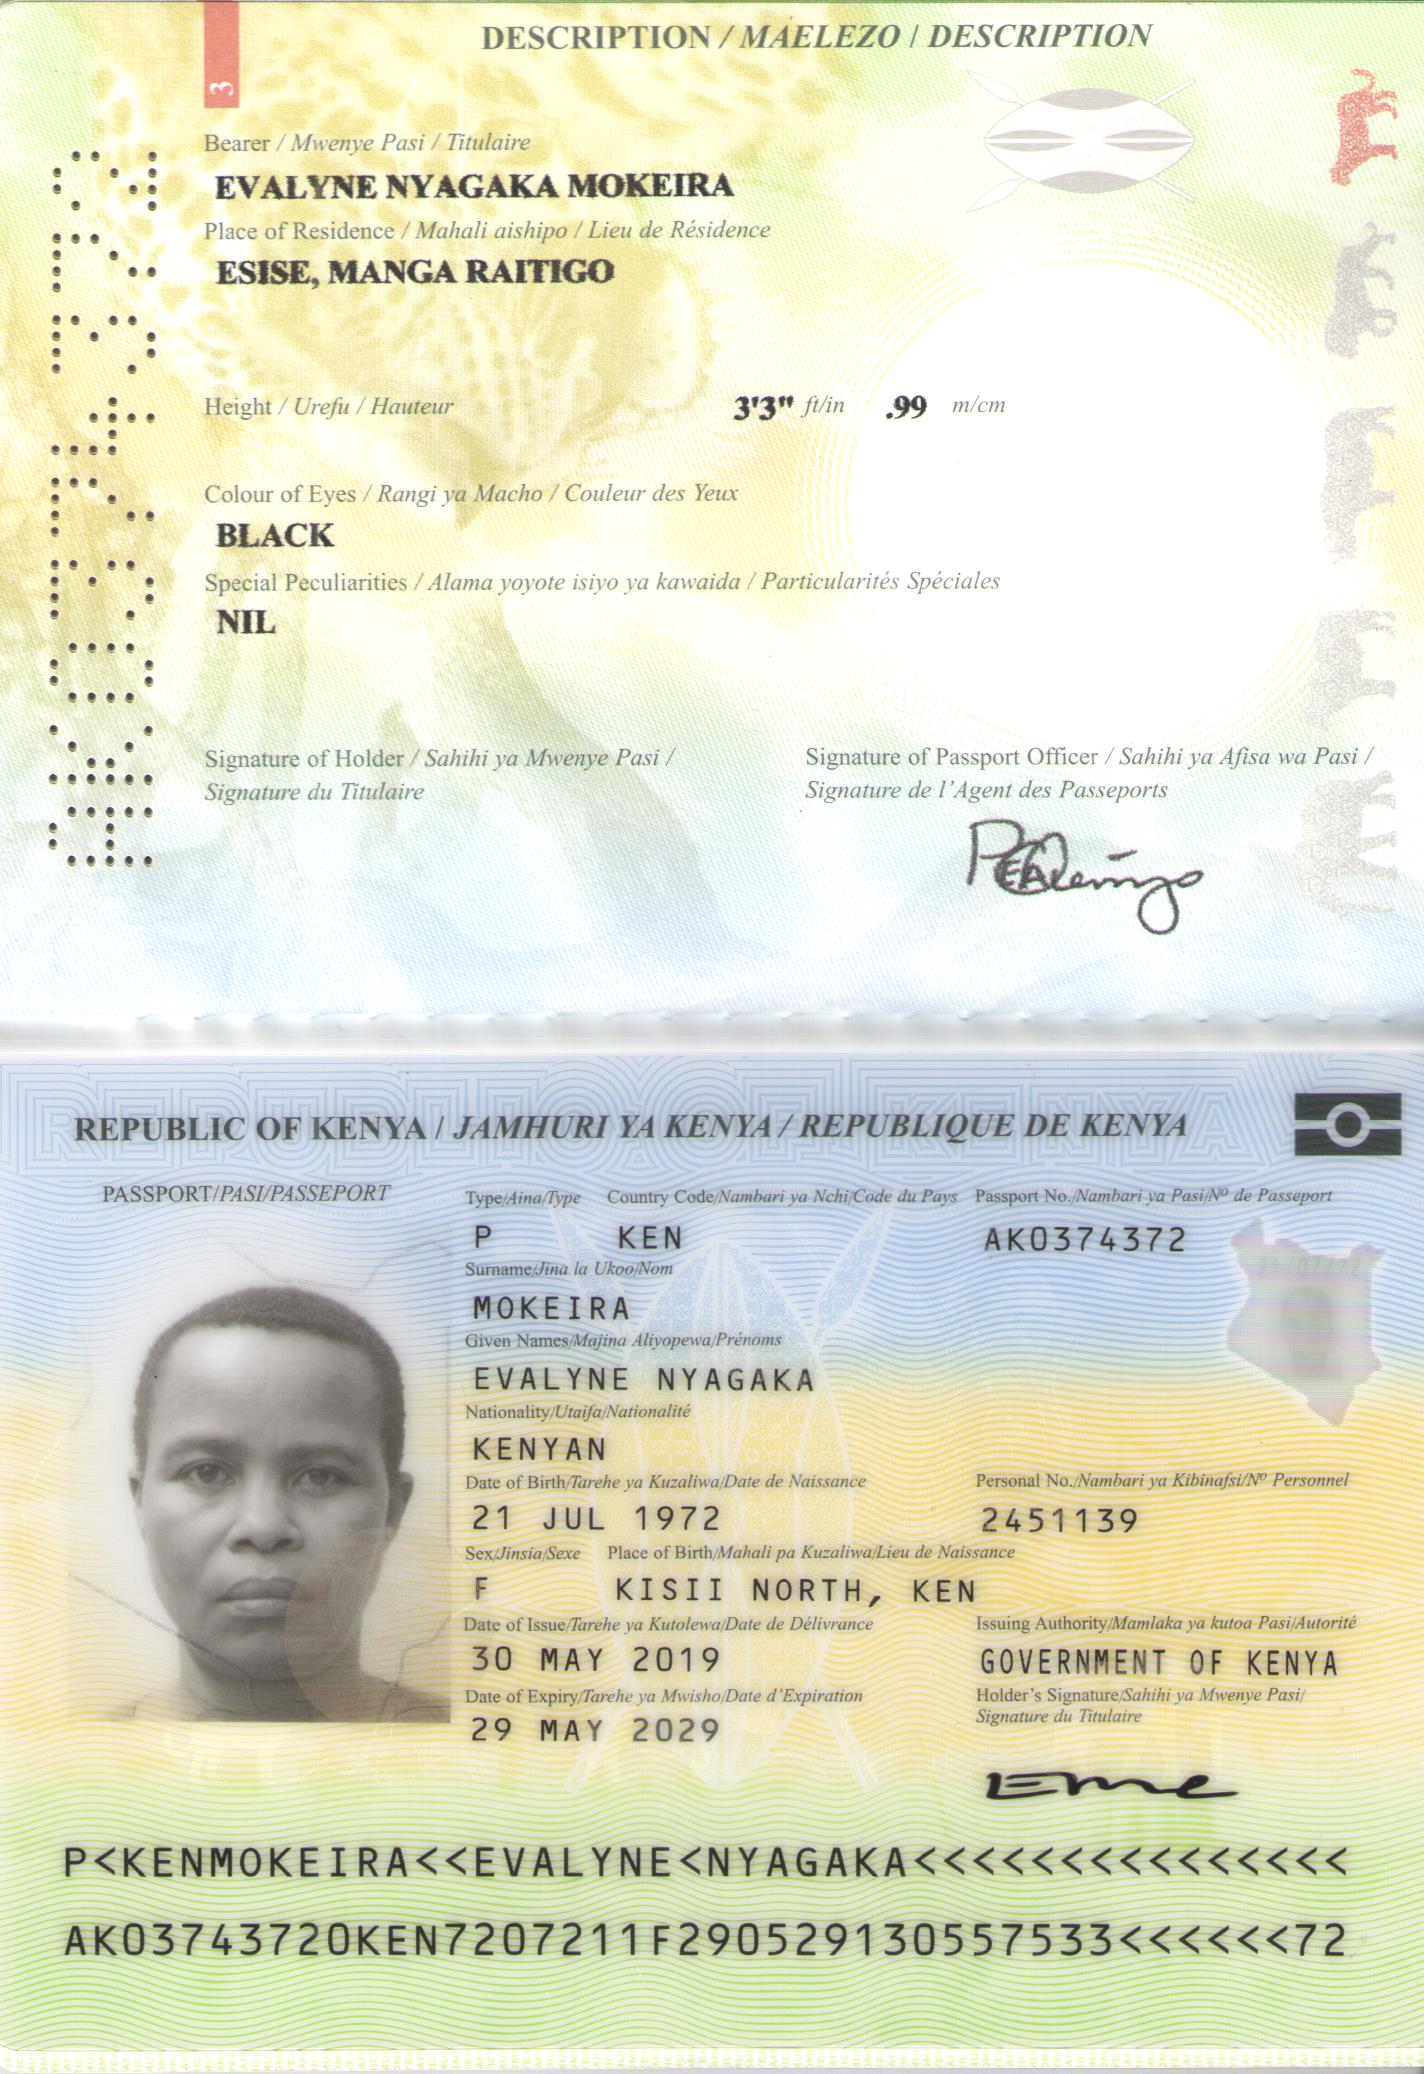 DESCRIPTION / MAELEZO / DESCRIPTION
3
Bearer / Mwenye Pasi / Titulaire
EVALYNE NYAGAKA MOKEIRA
Place of Residence / Mahali aishipo / Lieu de Résidence
ESISE, MANGA RAITIGO
Height / Urefu / Hauteur 3'3" ft/in .99 m/cm
Colour of Eyes / Rangi ya Macho / Couleur des Yeux
BLACK
Special Peculiarities / Alama yoyote isiyo ya kawaida / Particularités Spéciales
NIL
Signature of Holder / Sahihi ya Mwenye Pasi /
Signature du Titulaire
Signature of Passport Officer / Sahihi ya Afisa wa Pasi /
Signature de l'Agent des Passeports
AK0374372
REPUBLIC OF KENYA / JAMHURI YA KENYA / REPUBLIQUE DE KENYA
PASSPORT/PASI/PASSEPORT
Type/Aina/Type Country Code/Nambari ya Nchi/Code du Pays Passport No./Nambari ya Pasi/Nº de Passeport
P KEN AK0374372
Surname/Jina la Ukoo/Nom
MOKEIRA
Given Names/Majina Aliyopewa/Prénoms
EVALYNE NYAGAKA
Nationality/Utaifa/Nationalité
KENYAN
Date of Birth/Tarehe ya Kuzaliwa/Date de Naissance Personal No./Nambari ya Kibinafsi/Nº Personnel
21 JUL 1972 2451139
Sex/Jinsia/Sexe Place of Birth/Mahali pa Kuzaliwa/Lieu de Naissance
F KISII NORTH, KEN
Date of Issue/Tarehe ya Kutolewa/Date de Délivrance Issuing Authority/Mamlaka ya kutoa Pasi/Autorité
30 MAY 2019 GOVERNMENT OF KENYA
Date of Expiry/Tarehe ya Mwisho/Date d'Expiration Holder's Signature/Sahihi ya Mwenye Pasi/
Signature du Titulaire
29 MAY 2029
P<KENMOKEIRA<<EVALYNE<NYAGAKA<<<<<<<<<<<<<<<
AK03743720KEN7207211F290529130557533<<<<<<72